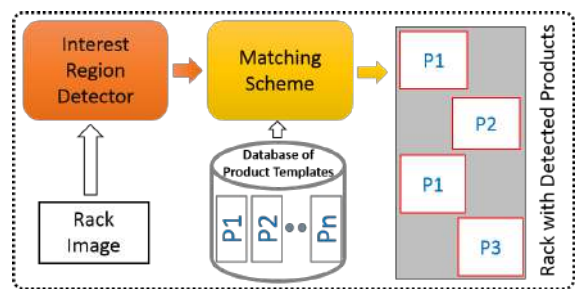 Interest
Region
Detector
Matching
Scheme
Rack
Image
Database of
Product Templates
P1
P2
Pn
P1
P2
P1
P3
Rack with Detected Products